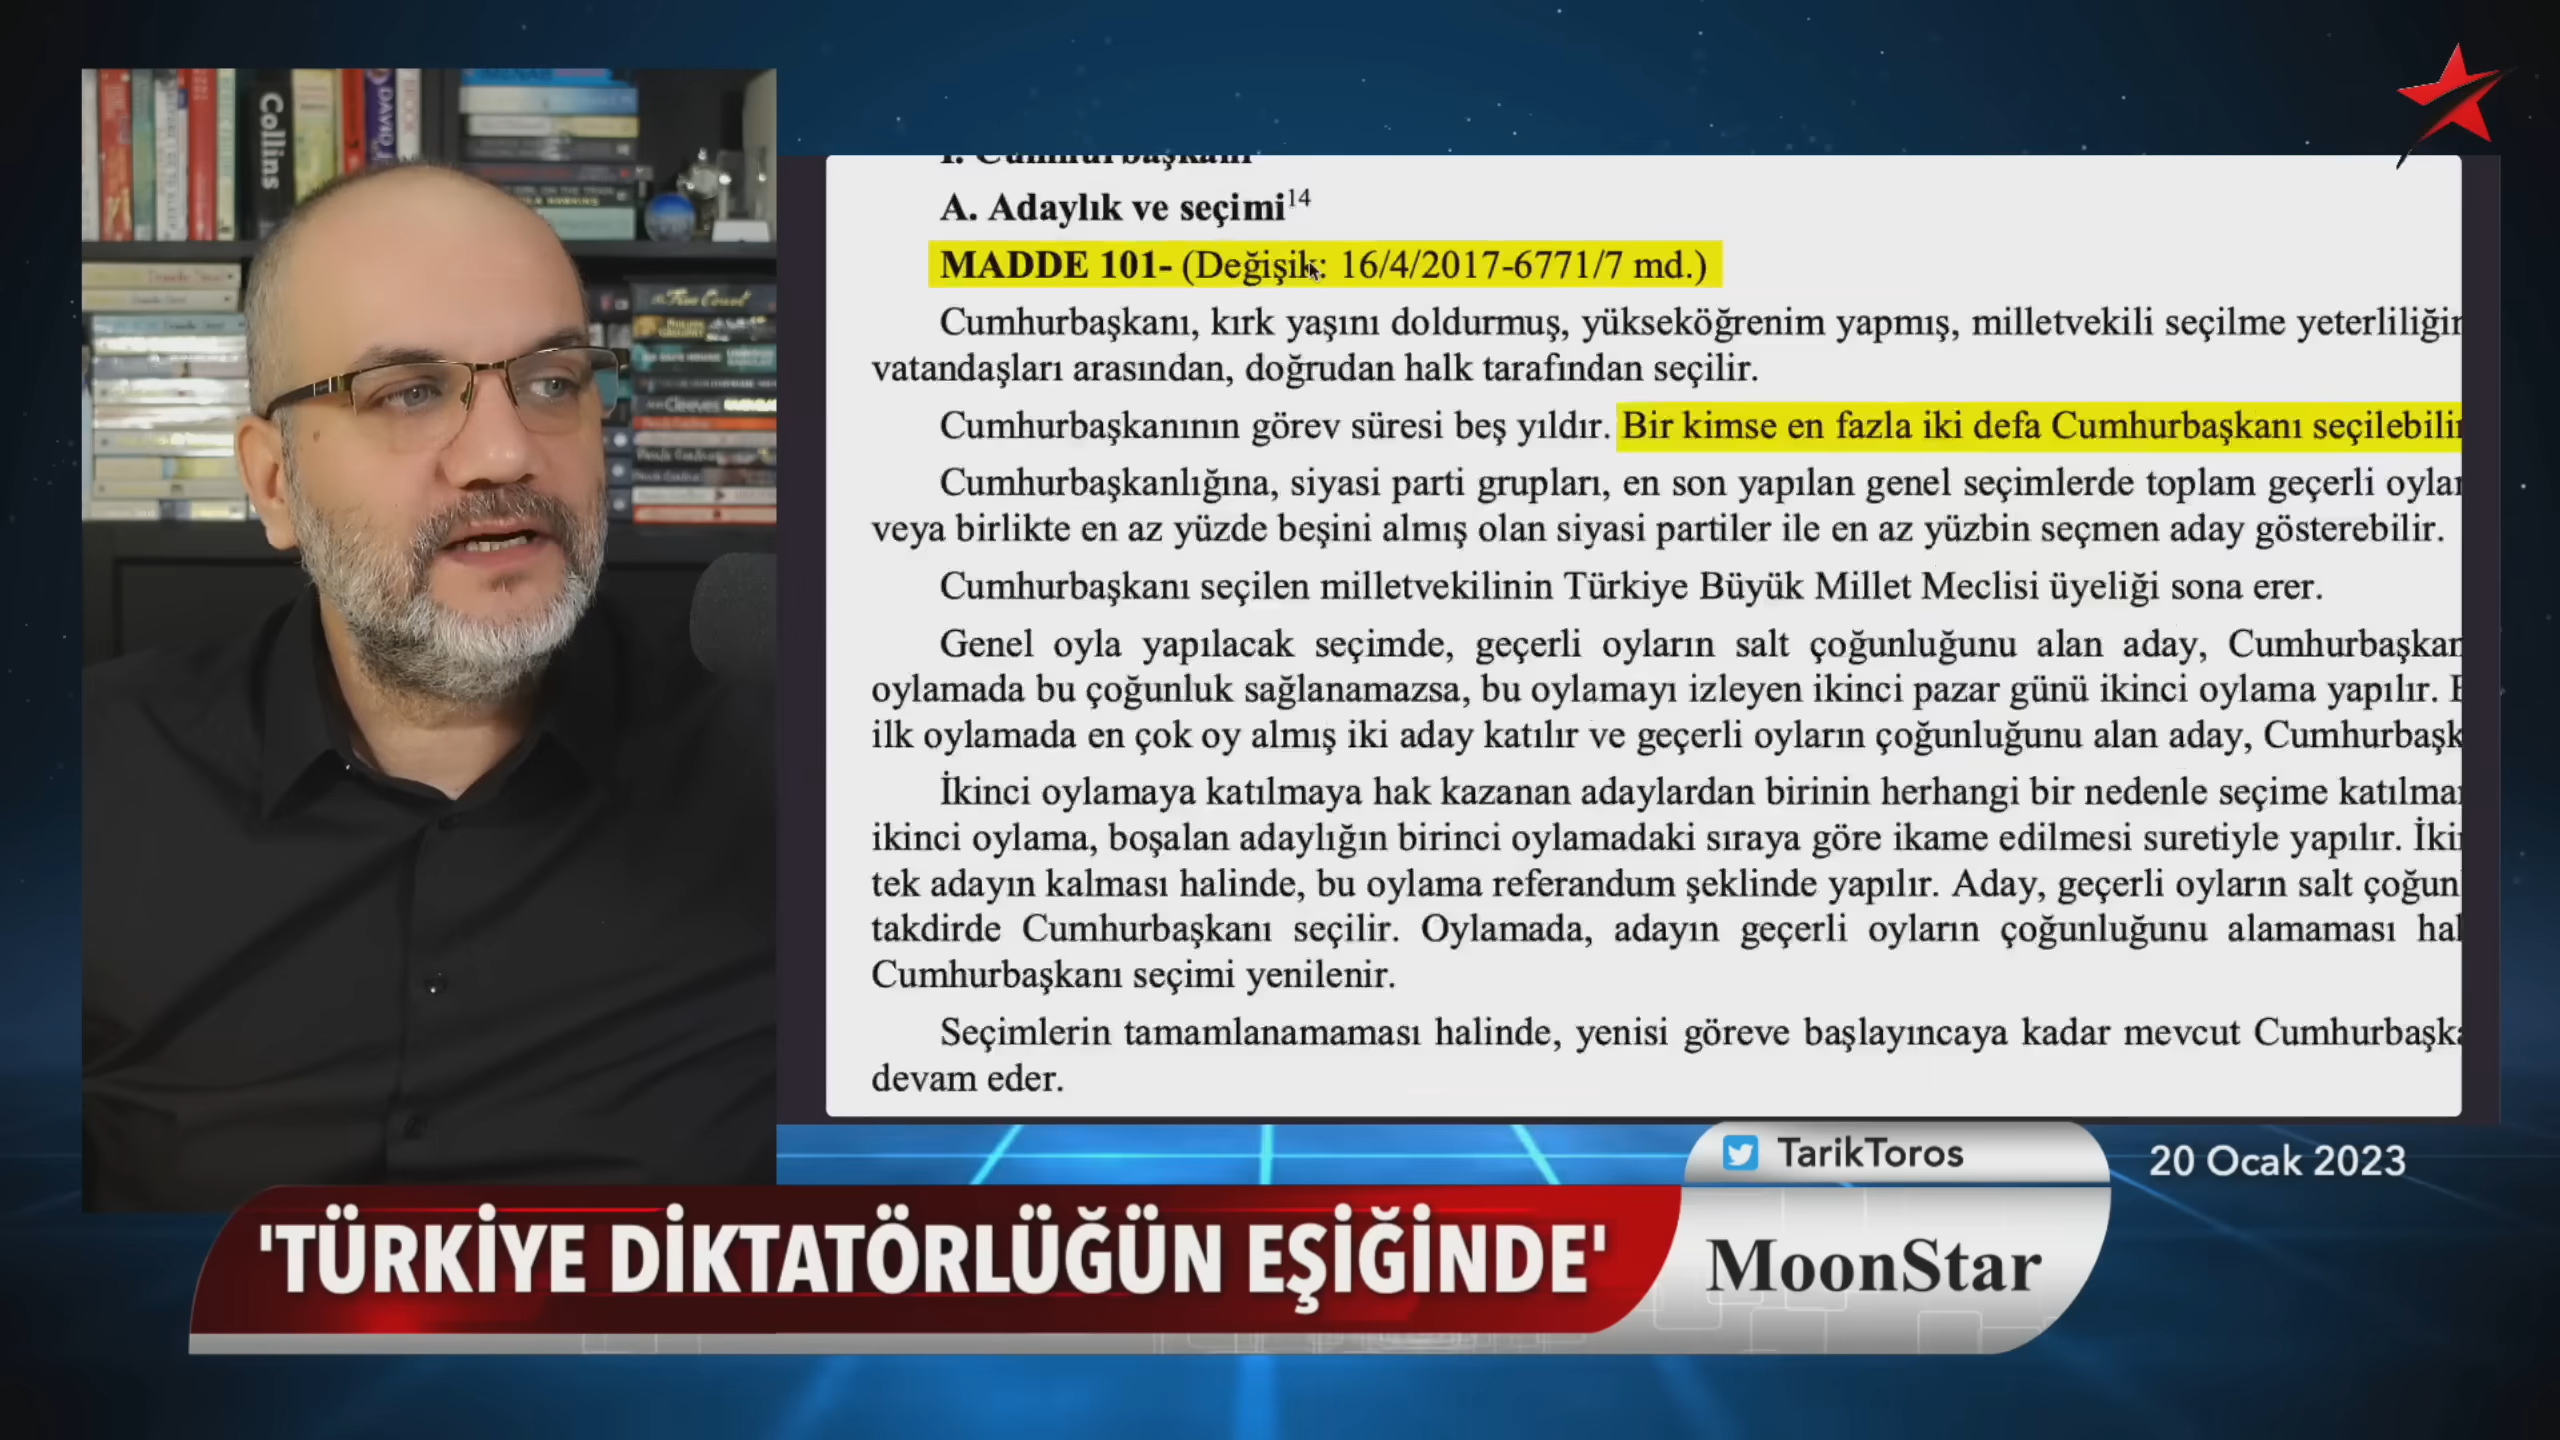 Collins
DAVID
I. Cumhurbaşkanı
A. Adaylık ve seçimi14
MADDE 101- (Değişik: 16/4/2017-6771/7 md.)
Cumhurbaşkanı, kırk yaşını doldurmuş, yükseköğrenim yapmış, milletvekili seçilme
vatandaşları arasından, doğrudan halk tarafından seçilir.
Cumhurbaşkanının görev süresi beş yıldır. Bir kimse en fazla iki defa Cumhurbaşkanı
Cumhurbaşkanlığına, siyasi parti grupları, en son yapılan genel seçimlerde toplam geçerli
veya birlikte en az yüzde beşini almış olan siyasi partiler ile en az yüzbin seçmen aday gösterebilir.
Cumhurbaşkanı seçilen milletvekilinin Türkiye Büyük Millet Meclisi üyeliği sona erer.
Genel oyla yapılacak seçimde, geçerli oyların salt çoğunluğunu alan aday,
oylamada bu çoğunluk sağlanamazsa, bu oylamayı izleyen ikinci pazar günü ikinci oylama yapılır.
ilk oylamada en çok oy almış iki aday katılır ve geçerli oyların çoğunluğunu alan aday,
İkinci oylamaya katılmaya hak kazanan adaylardan birinin herhangi bir nedenle seçime
ikinci oylama, boşalan adaylığın birinci oylamadaki sıraya göre ikame edilmesi suretiyle yapılır.
tek adayın kalması halinde, bu oylama referandum şeklinde yapılır. Aday, geçerli oyların salt
takdirde Cumhurbaşkanı seçilir. Oylamada, adayın geçerli oyların çoğunluğunu alamaması
Cumhurbaşkanı seçimi yenilenir.
Seçimlerin tamamlanamaması halinde, yenisi göreve başlayıncaya kadar mevcut
devam eder.
TarikToros
20 Ocak 2023
'TÜRKİYE DİKTATÖRLÜĞÜN EŞİĞİNDE'
MoonStar